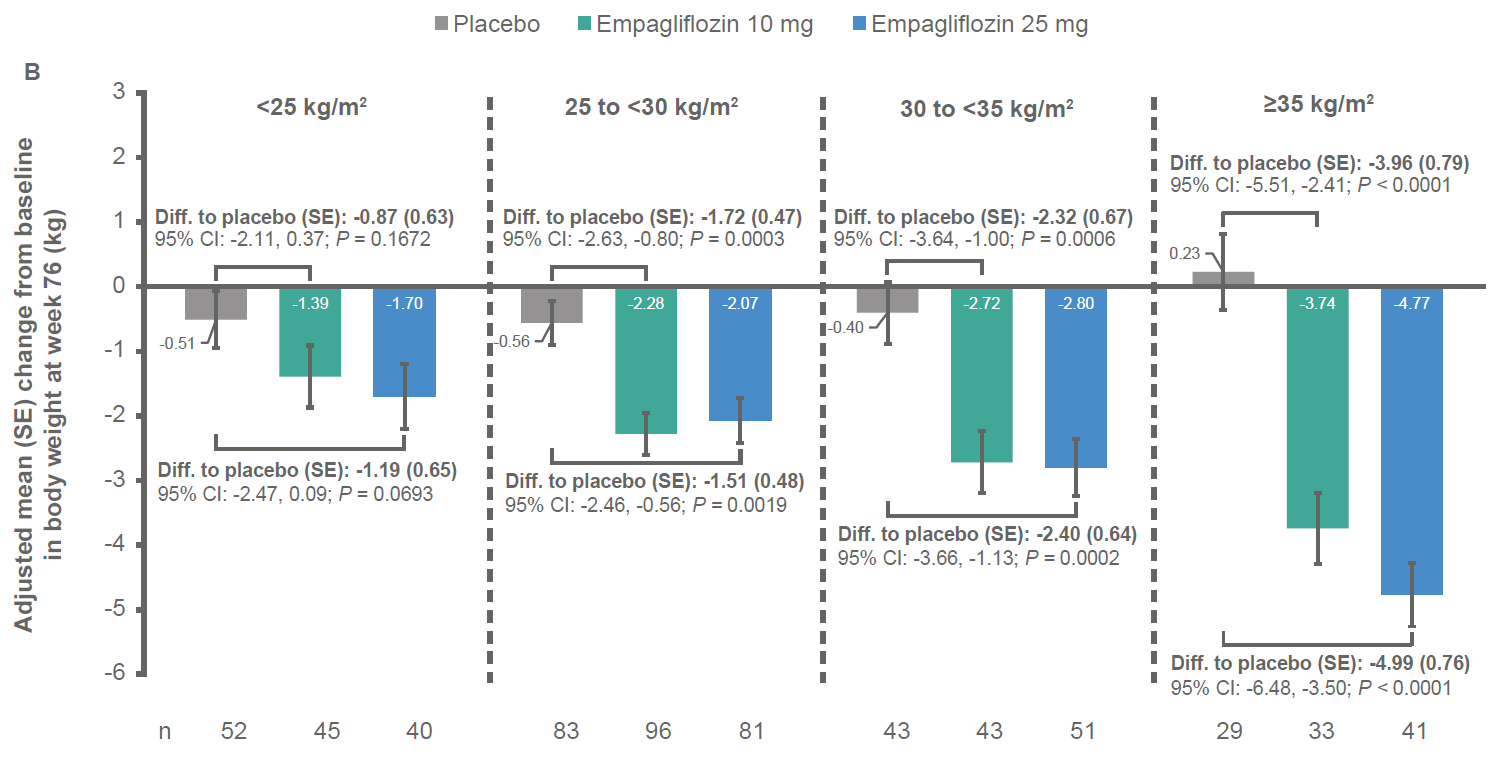 Placebo Empagliflozin 10 mg Empagliflozin 25 mg
B
Adjusted mean (SE) change from baseline
in body weight at week 76 (kg)
3
2
1
0
-1
-2
-3
-4
-5
-6
<25 kg/m²
Diff. to placebo (SE): -0.87 (0.63)
95% CI: -2.11, 0.37; P = 0.1672
-0.51
-1.39
-1.70
Diff. to placebo (SE): -1.19 (0.65)
95% CI: -2.47, 0.09; P = 0.0693
25 to <30 kg/m²
Diff. to placebo (SE): -1.72 (0.47)
95% CI: -2.63, -0.80; P = 0.0003
-0.56
-2.28
-2.07
Diff. to placebo (SE): -1.51 (0.48)
95% CI: -2.46, -0.56; P = 0.0019
30 to <35 kg/m²
Diff. to placebo (SE): -2.32 (0.67)
95% CI: -3.64, -1.00; P = 0.0006
-0.40
-2.72
-2.80
Diff. to placebo (SE): -2.40 (0.64)
95% CI: -3.66, -1.13; P = 0.0002
≥35 kg/m²
Diff. to placebo (SE): -3.96 (0.79)
95% CI: -5.51, -2.41; P < 0.0001
0.23
-3.74
-4.77
Diff. to placebo (SE): -4.99 (0.76)
95% CI: -6.48, -3.50; P < 0.0001
n 52 45 40 83 96 81 43 43 51 29 33 41